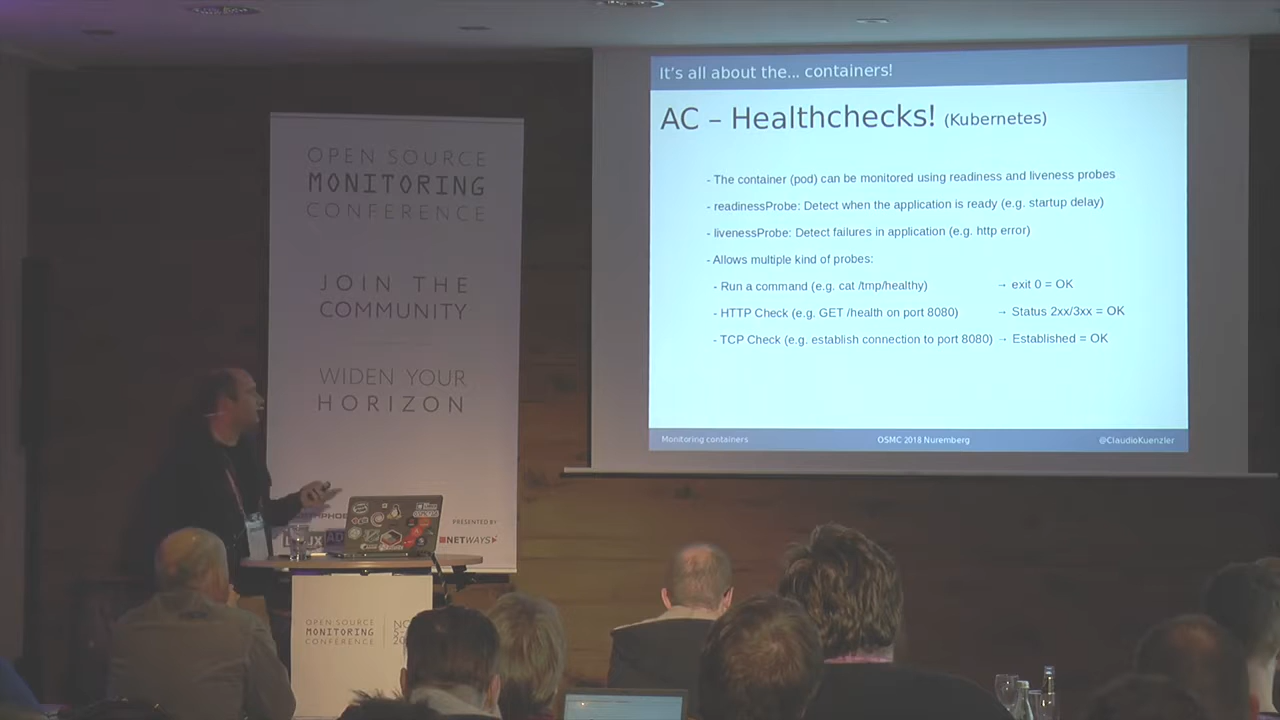 It's all about the... containers!
AC – Healthchecks! (Kubernetes)
- The container (pod) can be monitored using readiness and liveness probes
- readinessProbe: Detect when the application is ready (e.g. startup delay)
- livenessProbe: Detect failures in application (e.g. http error)
- Allows multiple kind of probes:
- Run a command (e.g. cat /tmp/healthy) → exit 0 = OK
- HTTP Check (e.g. GET /health on port 8080) → Status 2xx/3xx = OK
- TCP Check (e.g. establish connection to port 8080) → Established = OK
Monitoring containers OSMC 2018 Nuremberg @ClaudioKuenzler
OPEN SOURCE
MONITORING
CONFERENCE
JOIN THE
COMMUNITY
WIDEN YOUR
HORIZON
PRESENTED BY
NETWAYS
OPEN SOURCE
MONITORING
CONFERENCE